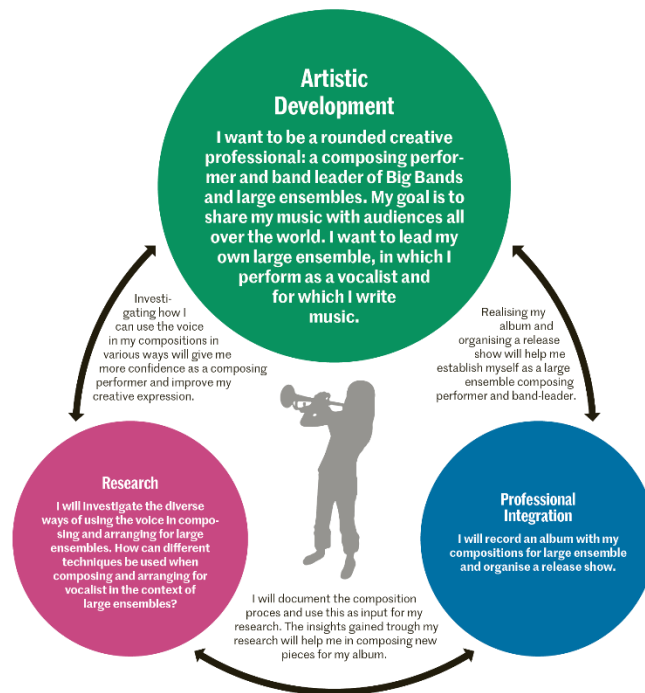 Artistic
Development
I want to be a rounded creative
professional: a composing perfor-
mer and band leader of Big Bands
and large ensembles. My goal is to
share my music with audiences all
over the world. I want to lead my
own large ensemble, in which I
perform as a vocalist and
for which I write
music.
Investi-
gating how I
can use the voice
in my compositions in
various ways will give me
more confidence as a composing
performer and improve my
creative expression.
Realising my
album and
organising a release
show will help me
establish myself as a large
ensemble composing
performer and band-leader.
Research
I will investigate the diverse
ways of using the voice in compo-
sing and arranging for large
ensembles. How can different
techniques be used when
composing and arranging for
vocalist in the context of
large ensembles?
Professional
Integration
I will record an album with my
compositions for large ensemble
and organise a release show.
I will document the composition
proces and use this as input for my
research. The insights gained trough my
research will help me in composing new
pieces for my album.